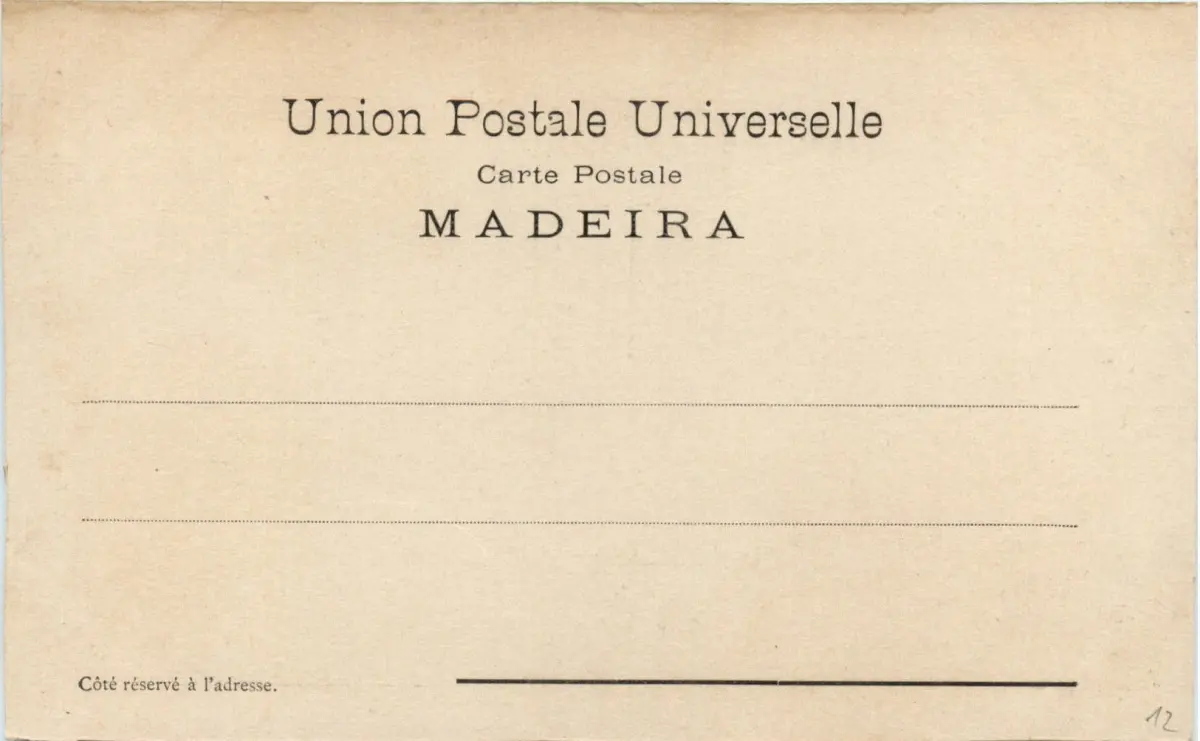 Union Postale Universelle
Carte Postale
MADEIRA
Côté réservé à l'adresse.
12